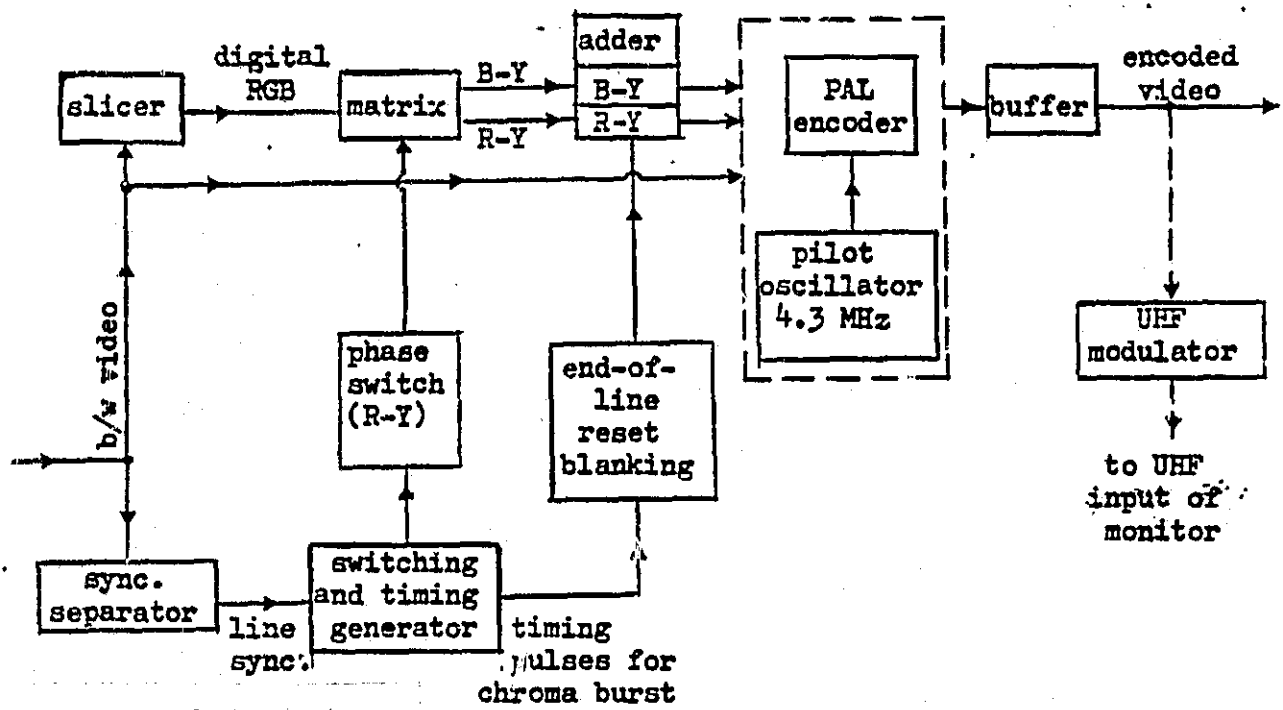 slicer
digital
RGB
matrix
B-Y
R-Y
adder
B-Y
R-Y
PAL
encoder
pilot
oscillator
4.3 MHz
buffer
encoded
video
UHF
modulator
to UHF
input of
monitor
b/w video
phase
switch
(R-Y)
end-of-
line
reset
blanking
sync.
separator
line
sync.
switching
and timing
generator
timing
pulses for
chroma burst